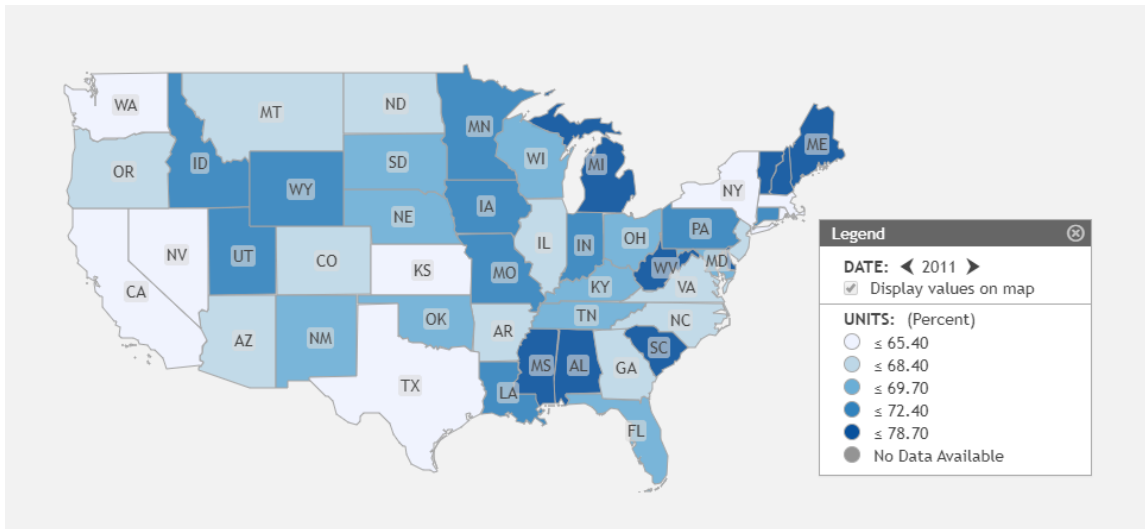 WA
MT
ND
MN
ME
OR
ID
SD
WI
MI
WY
NY
IA
NE
PA
NV
UT
CO
IL
IN
OH
KS
MO
WV
MD
CA
KY
VA
OK
TN
NC
AZ
NM
AR
SC
MS
AL
GA
TX
LA
FL
Legend
DATE: 2011
Display values on map
UNITS: (Percent)
≤ 65.40
≤ 68.40
≤ 69.70
≤ 72.40
≤ 78.70
No Data Available